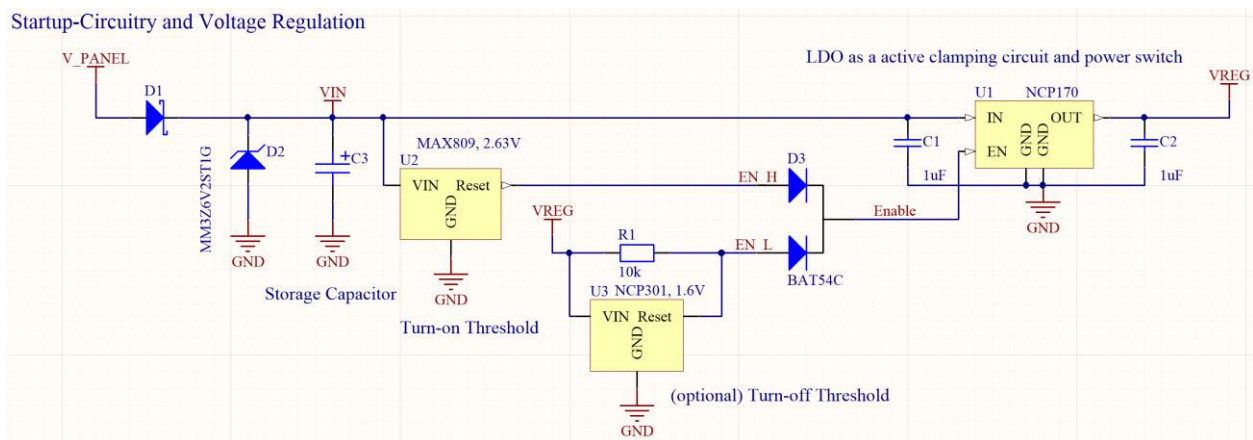 Startup-Circuitry and Voltage Regulation
V_PANEL
LDO as a active clamping circuit and power switch
VREG
D1
VIN
U1 NCP170
IN OUT
EN
GND
GND
C1
1uF
C2
1uF
GND
D2
MM3Z6V2ST1G
GND
C3
GND
Storage Capacitor
MAX809, 2.63V
U2
VIN Reset
GND
GND
Turn-on Threshold
EN_H
D3
Enable
VREG
R1
10k
EN_L
BAT54C
U3 NCP301, 1.6V
VIN Reset
GND
GND
(optional) Turn-off Threshold